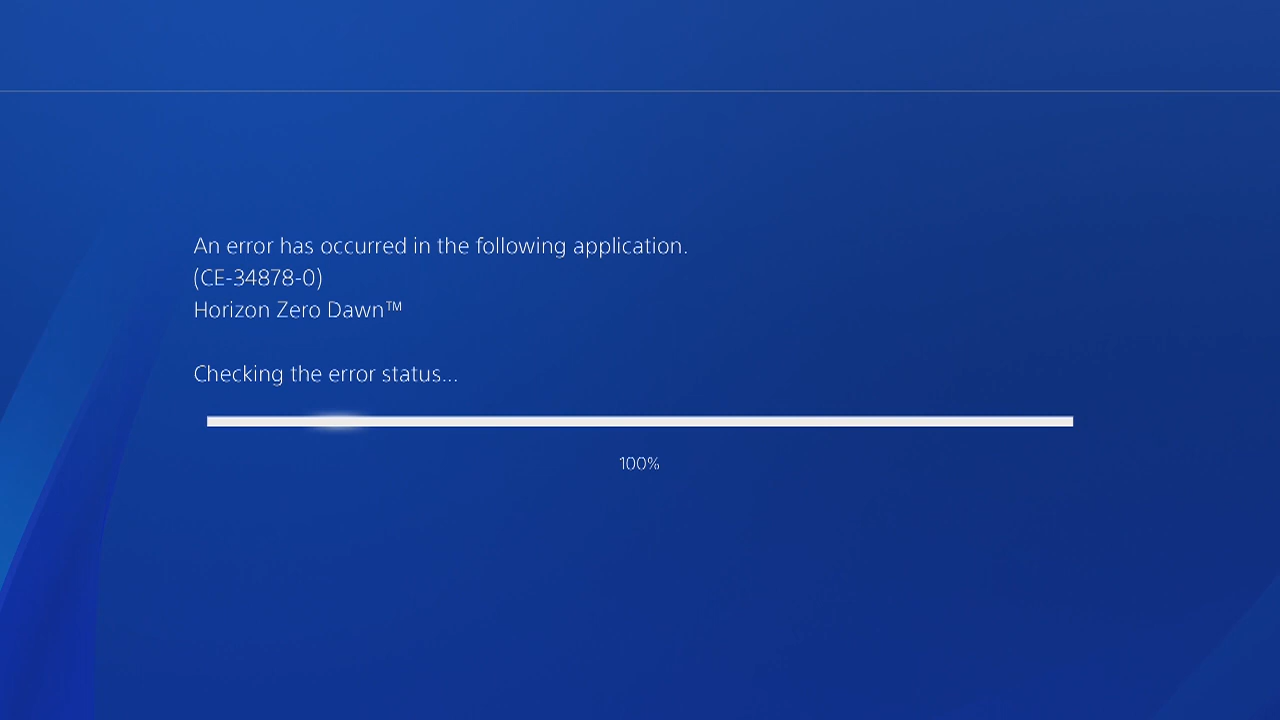 An error has occurred in the following application.
(CE-34878-0)
Horizon Zero Dawn™
Checking the error status...
100%